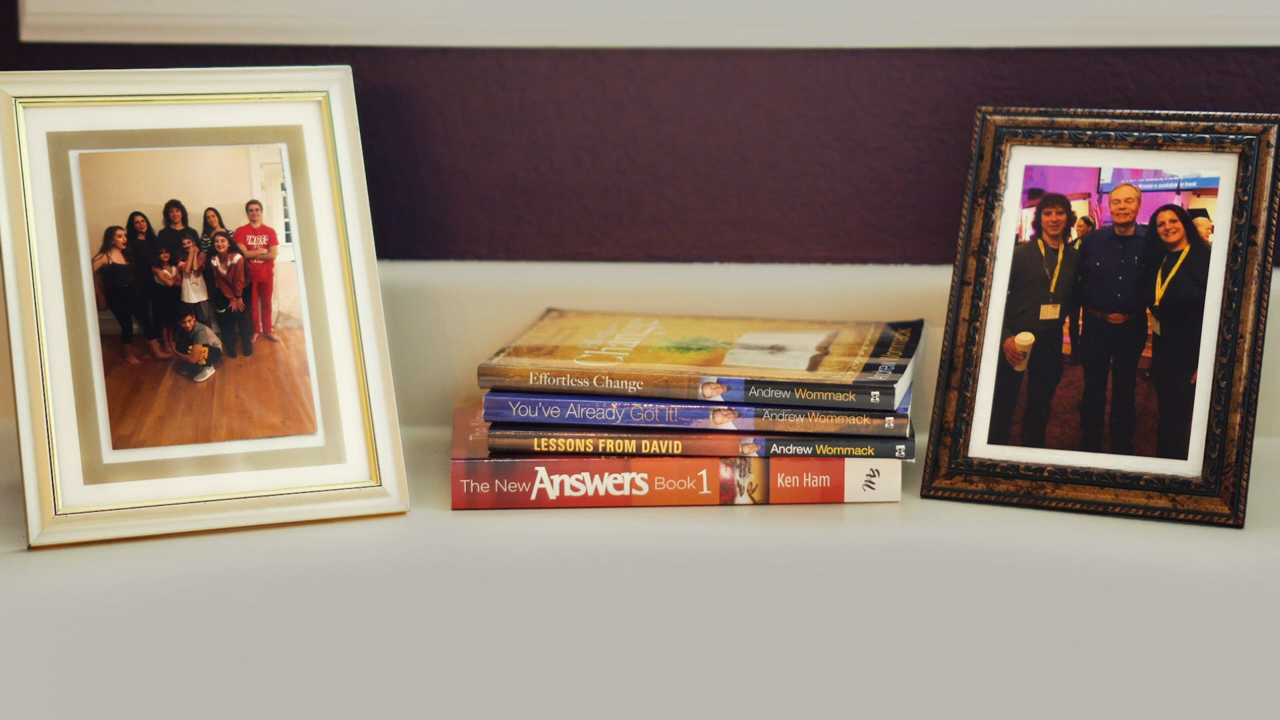 Change
Effortless Change Andrew Wommack
You've Already Got It! Andrew Wommack
LESSONS FROM DAVID Andrew Wommack
The New Answers Book 1 Ken Ham